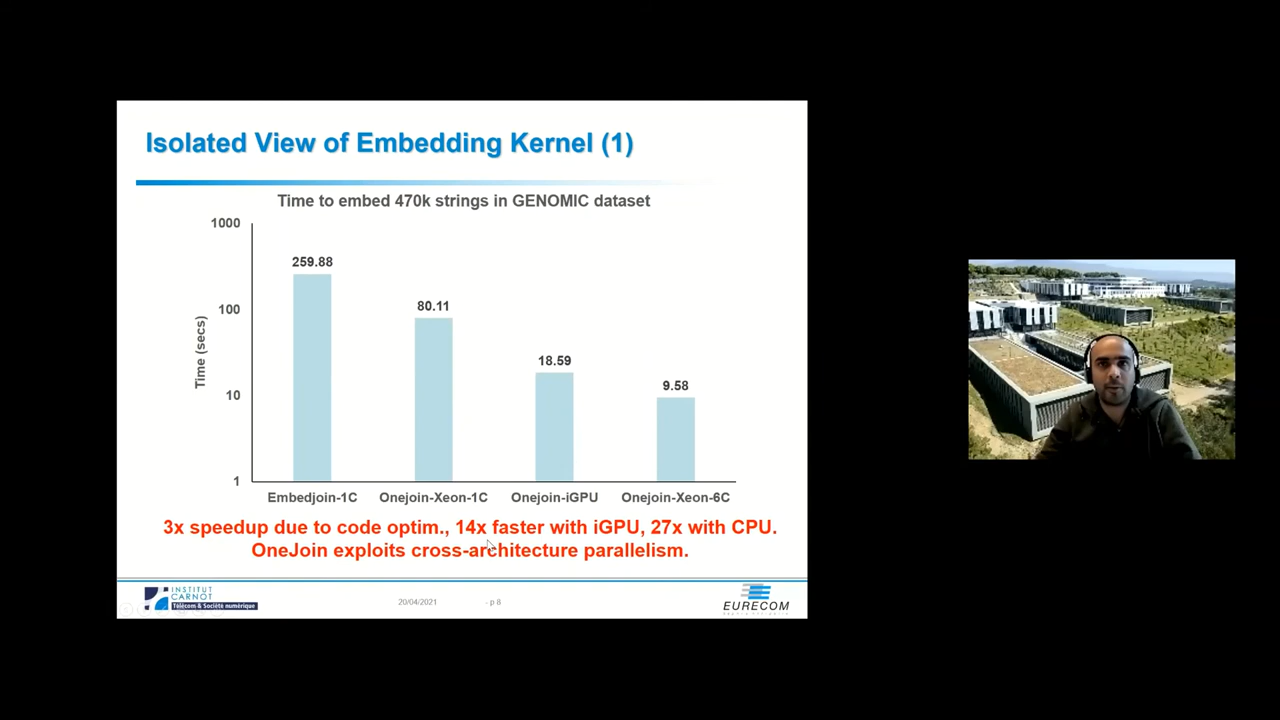 Isolated View of Embedding Kernel (1)
Time to embed 470k strings in GENOMIC dataset
1000
100
10
1
Time (secs)
259.88
80.11
18.59
9.58
Embedjoin-1C
Onejoin-Xeon-1C
Onejoin-iGPU
Onejoin-Xeon-6C
3x speedup due to code optim., 14x faster with iGPU, 27x with CPU.
OneJoin exploits cross-architecture parallelism.
INSTITUT
CARNOT
Télécom & Société numérique
20/04/2021
- p 8
EURECOM